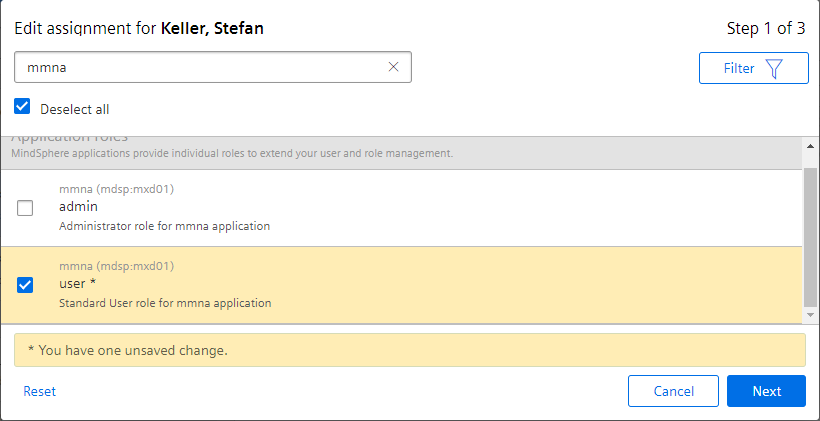 Edit assignment for Keller, Stefan
Step 1 of 3
mmna
Filter
Deselect all
Application roles
MindSphere applications provide individual roles to extend your user and role management.
mmna (mdsp:mxd01)
admin
Administrator role for mmna application
mmna (mdsp:mxd01)
user *
Standard User role for mmna application
* You have one unsaved change.
Reset
Cancel
Next